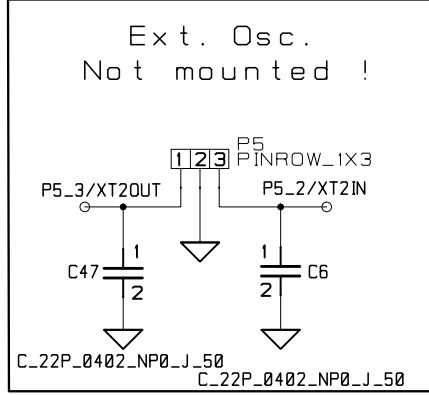 Ext. Osc.
Not mounted !
P5
PINROW_1X3
1 2 3
P5_3/XT2OUT
P5_2/XT2IN
1
C47
2
1
C6
2
C_22P_0402_NP0_J_50
C_22P_0402_NP0_J_50